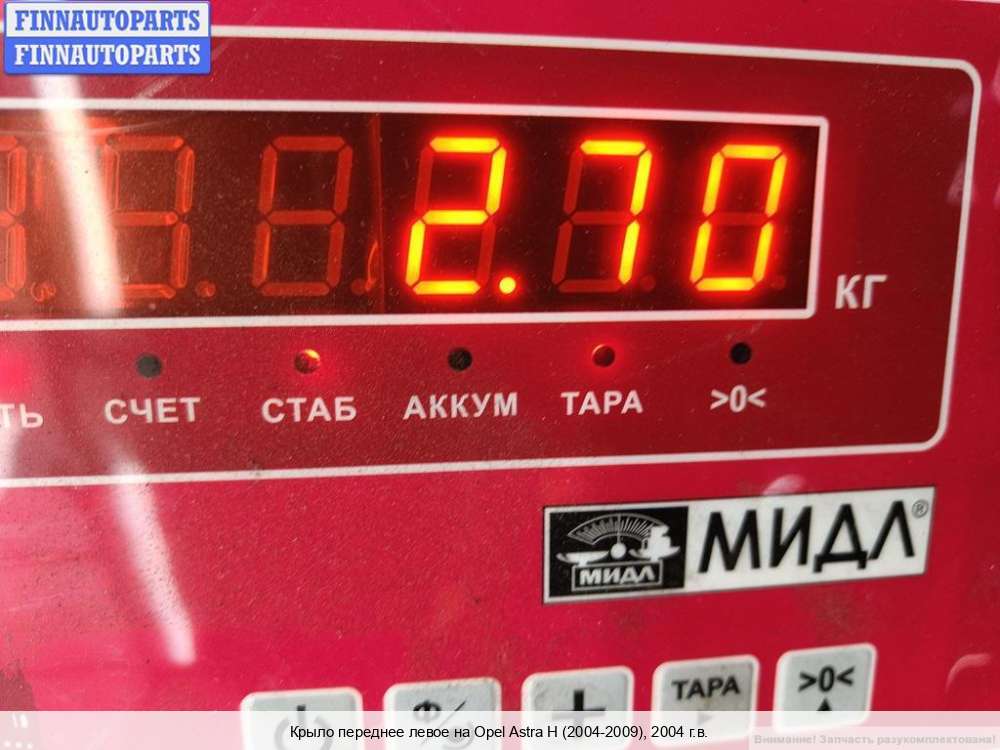 FINNAUTOPARTS
FINNAUTOPARTS
2.70
КГ
ТЬ СЧЕТ СТАБ АККУМ ТАРА >0<
МИДЛ МИДЛ®
ТАРА >0<
Крыло переднее левое на Opel Astra H (2004-2009), 2004 г.в.
Внимание! Запчасть разукомплектована!